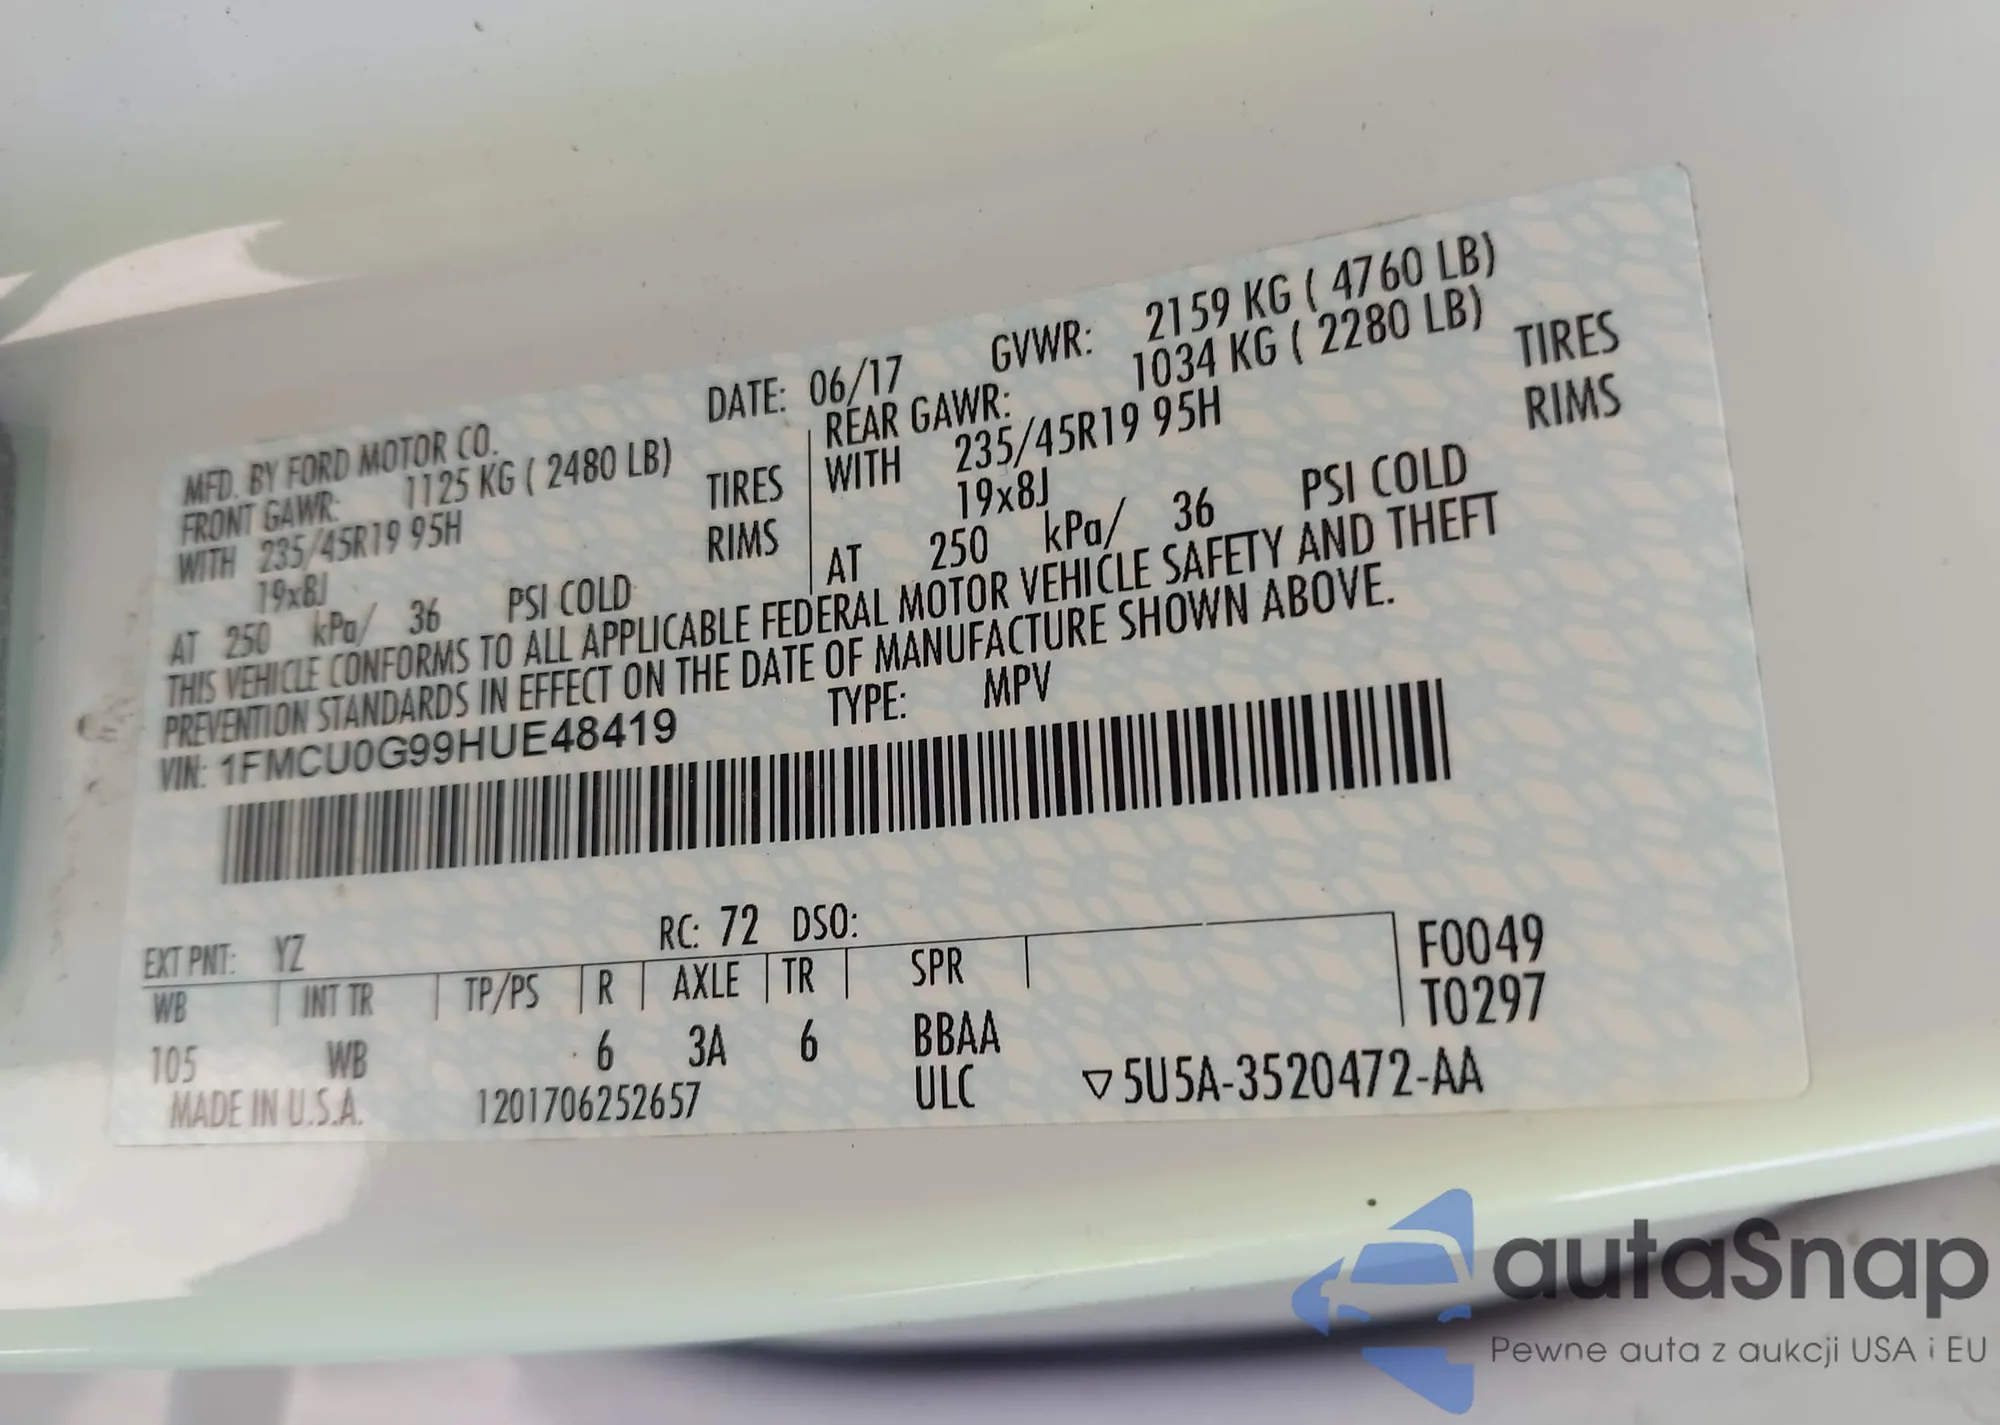 MFD. BY FORD MOTOR CO. DATE: 06/17 GVWR: 2159 KG ( 4760 LB)
FRONT GAWR: 1125 KG ( 2480 LB) REAR GAWR: 1034 KG ( 2280 LB)
WITH 235/45R19 95H TIRES WITH 235/45R19 95H TIRES
19x8J RIMS 19x8J RIMS
AT 250 kPa/ 36 PSI COLD AT 250 kPa/ 36 PSI COLD
THIS VEHICLE CONFORMS TO ALL APPLICABLE FEDERAL MOTOR VEHICLE SAFETY AND THEFT
PREVENTION STANDARDS IN EFFECT ON THE DATE OF MANUFACTURE SHOWN ABOVE.
VIN: 1FMCU0G99HUE48419 TYPE: MPV
EXT PNT: YZ RC: 72 DSO:
WB INT TR TP/PS R AXLE TR SPR F0049
T0297
105 WB 6 3A 6 BBAA
MADE IN U.S.A. 1201706252657 ULC ▽5U5A-3520472-AA
autaSnap
Pewne auta z aukcji USA i EU